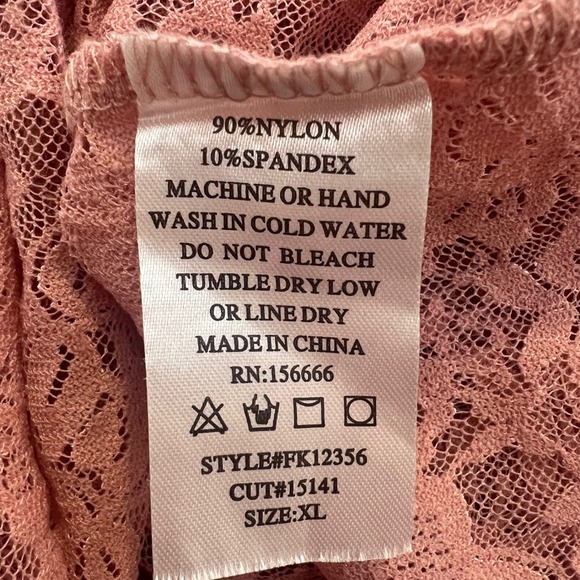 90%NYLON
10%SPANDEX
MACHINE OR HAND
WASH IN COLD WATER
DO NOT BLEACH
TUMBLE DRY LOW
OR LINE DRY
MADE IN CHINA
RN:156666
STYLE#FK12356
CUT#15141
SIZE:XL